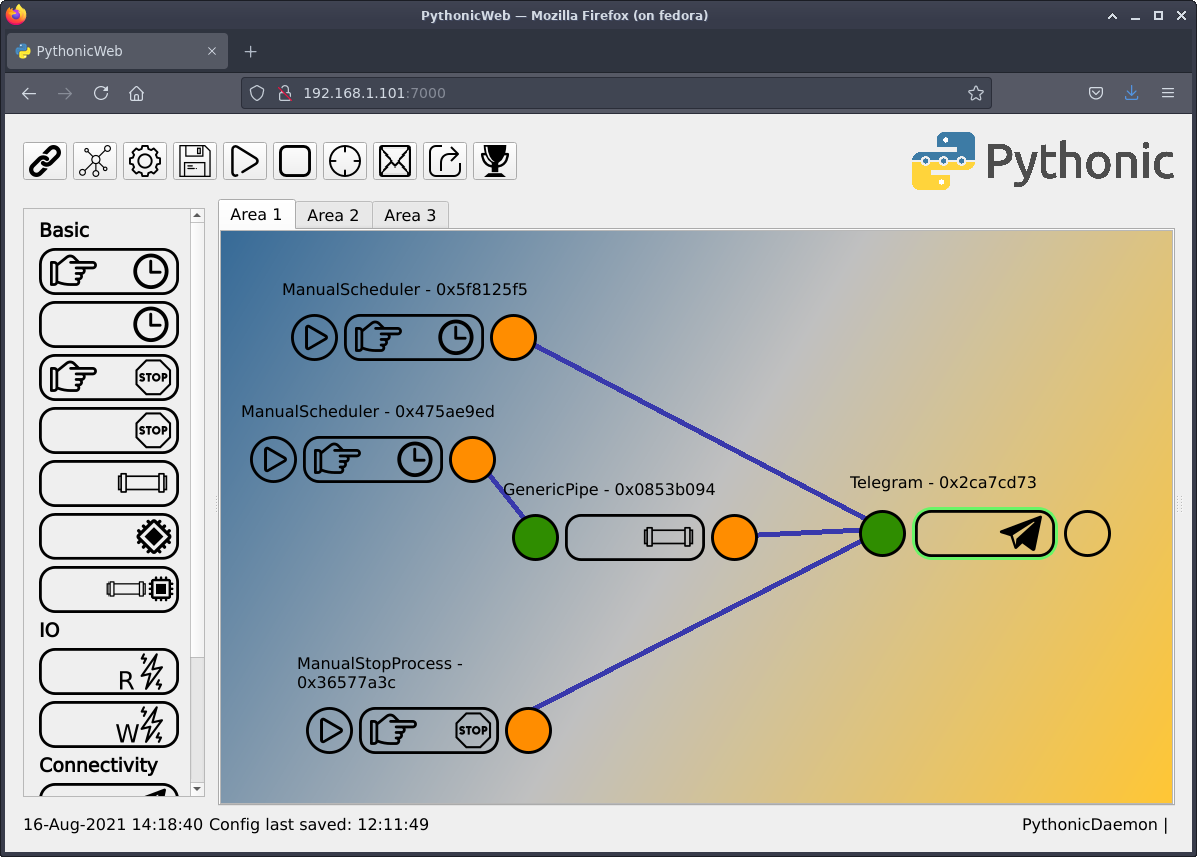 PythonicWeb — Mozilla Firefox (on fedora)
PythonicWeb
192.168.1.101:7000
Pythonic
Area 1
Area 2
Area 3
Basic
STOP
STOP
IO
R
W
Connectivity
ManualScheduler - 0x5f8125f5
ManualScheduler - 0x475ae9ed
GenericPipe - 0x0853b094
Telegram - 0x2ca7cd73
ManualStopProcess -
0x36577a3c
STOP
16-Aug-2021 14:18:40 Config last saved: 12:11:49
PythonicDaemon |